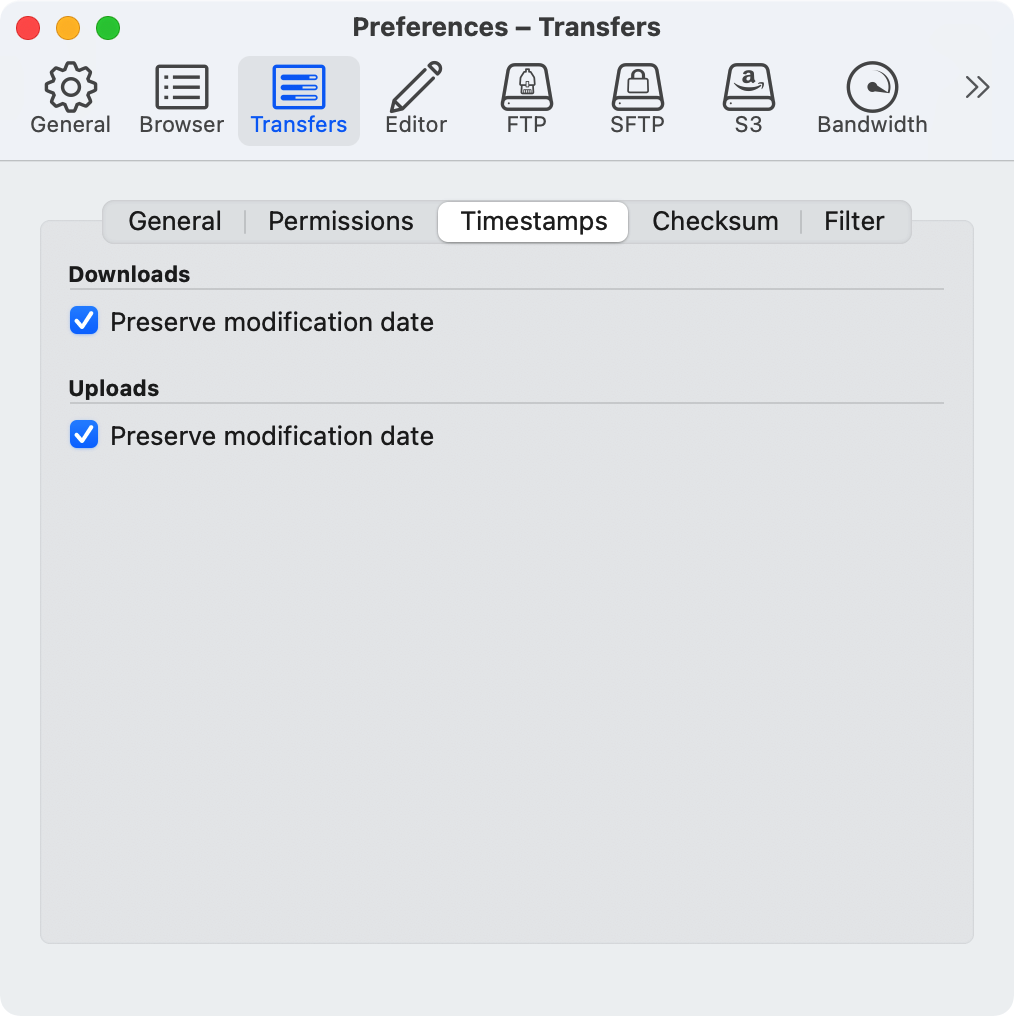 Preferences – Transfers
General Browser Transfers Editor FTP SFTP S3 Bandwidth
General Permissions Timestamps Checksum Filter
Downloads
Preserve modification date
Uploads
Preserve modification date